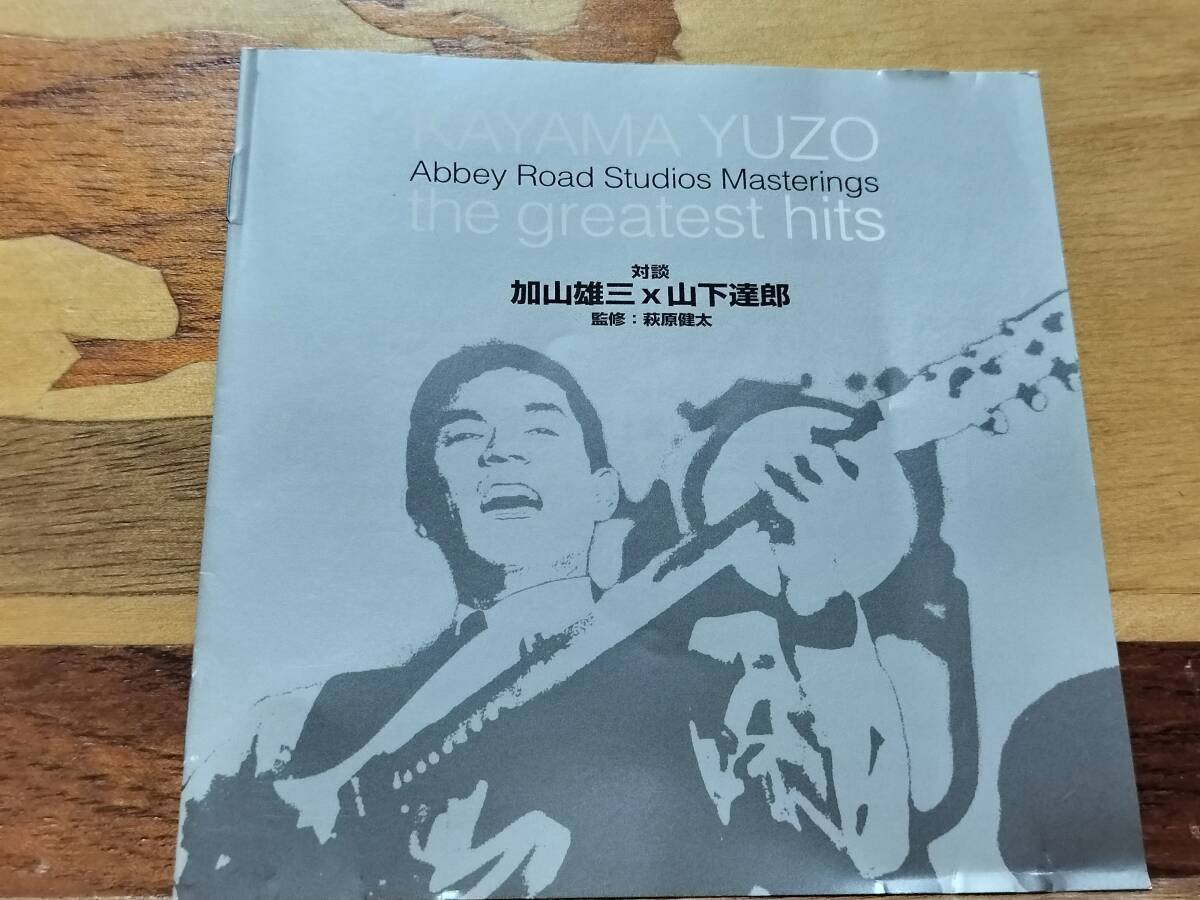 KAYAMA YUZO
Abbey Road Studios Masterings
the greatest hits
対談
加山雄三x山下達郎
監修：萩原健太